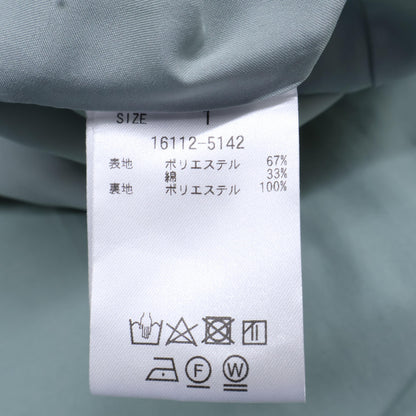 SIZE I
16112-5142
表地 ポリエステル 67%
綿 33%
裏地 ポリエステル 100%
F W